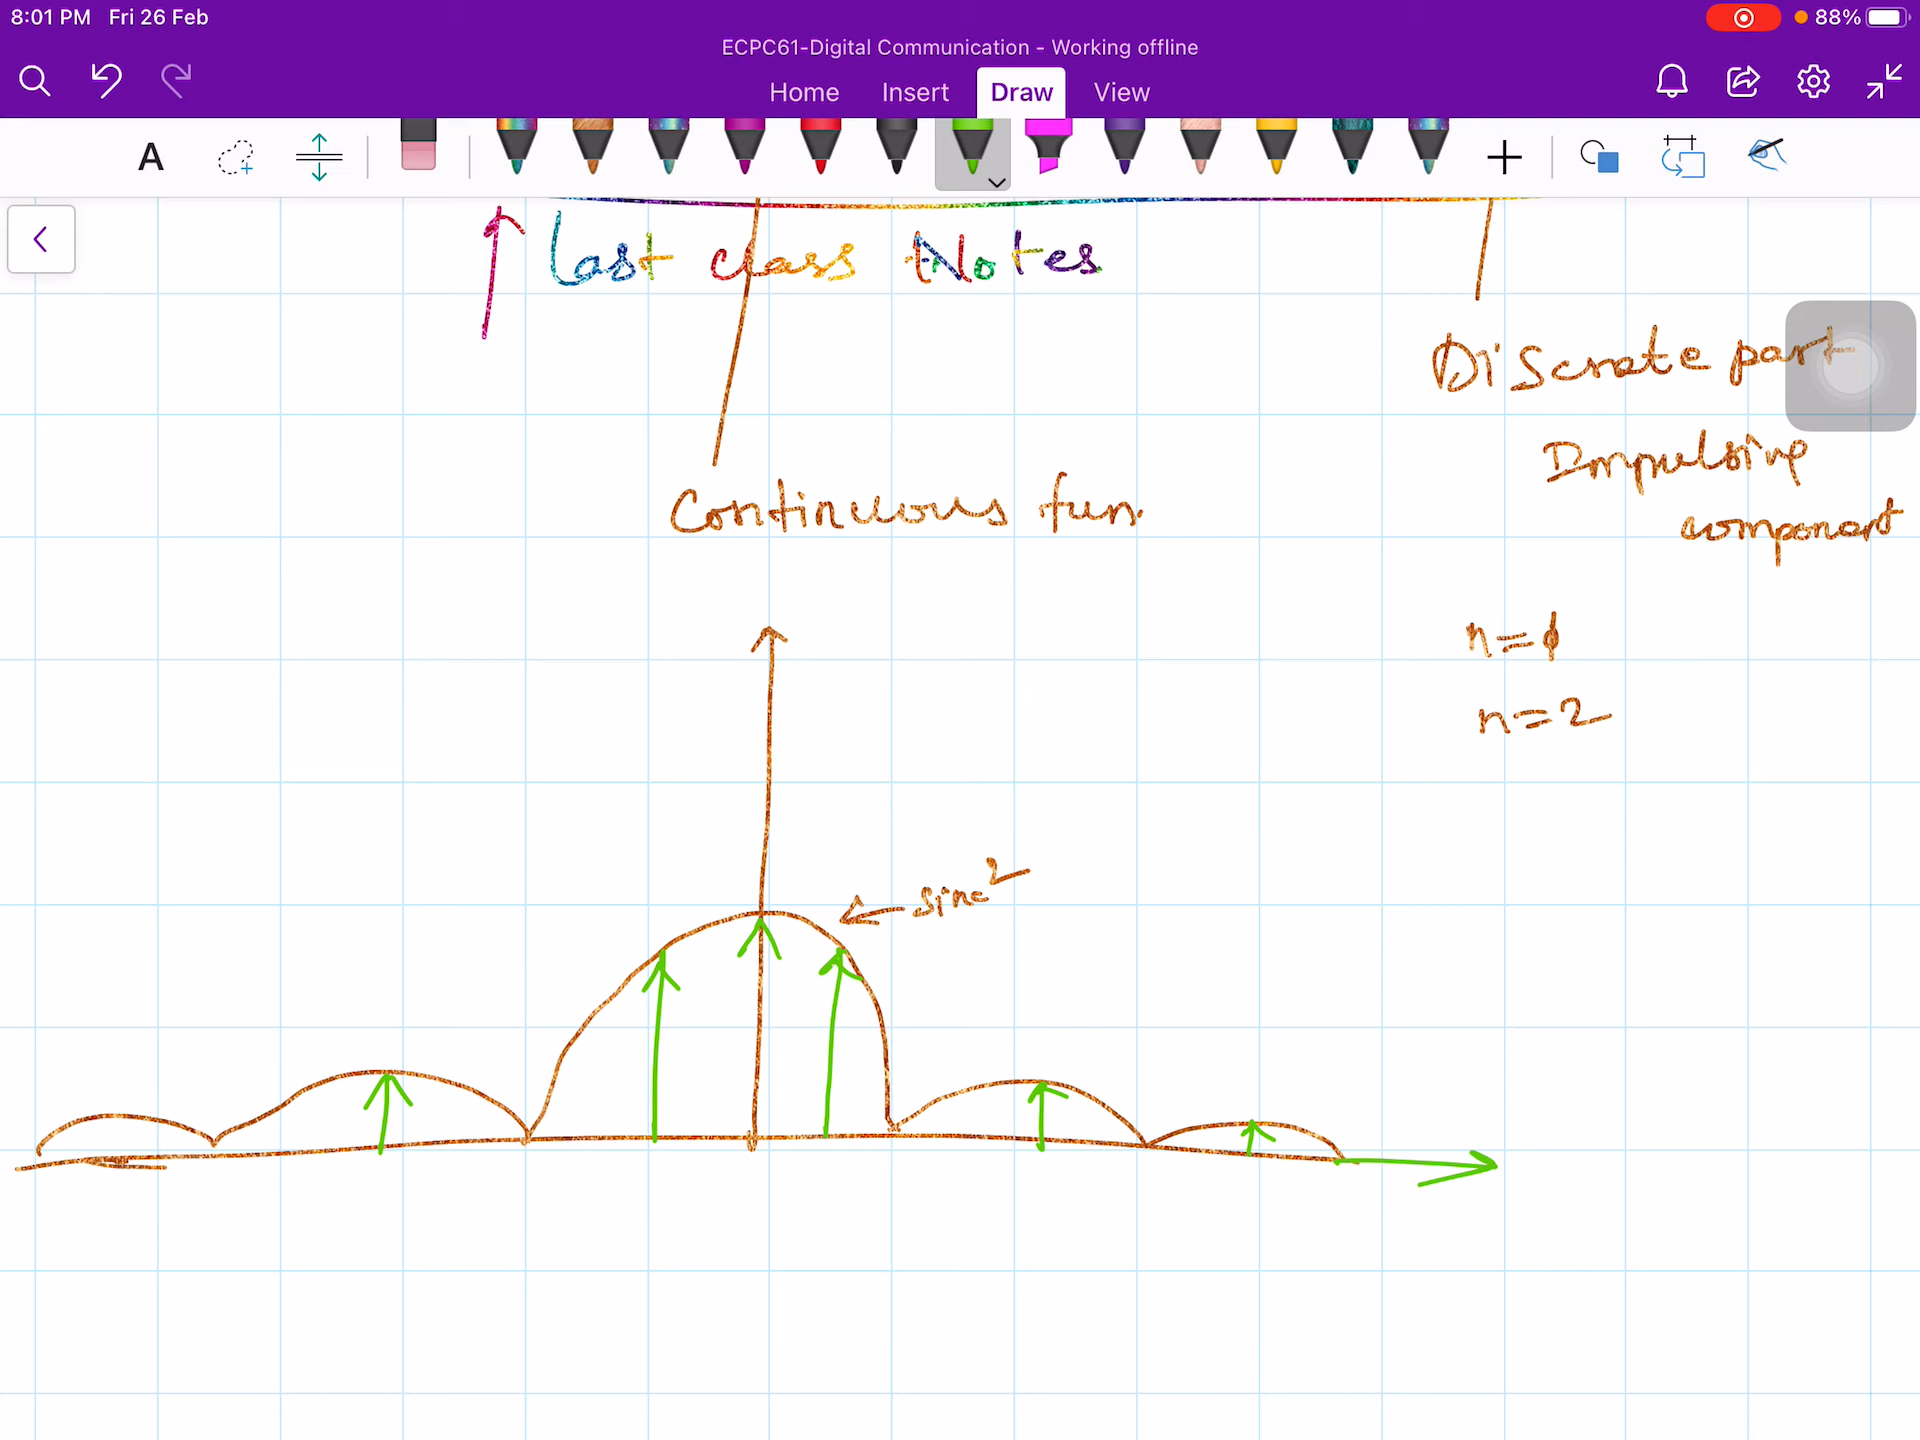 8:01 PM Fri 26 Feb
88%
ECPC61-Digital Communication - Working offline
Home Insert Draw View
A
Last class Notes
Discrete part
Impulsive
component
Continuous fun.
n=ϕ
n=2
sinc²